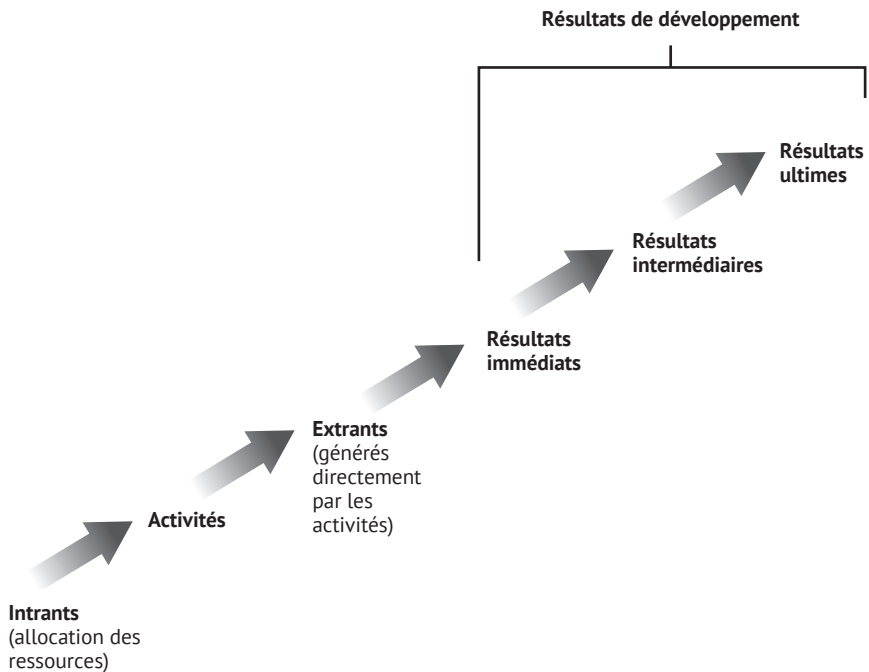 Résultats de développement
Résultats
ultimes
Résultats
intermédiaires
Résultats
immédiats
Extrants
(générés
directement
par les
activités)
Activités
Intrants
(allocation des
ressources)